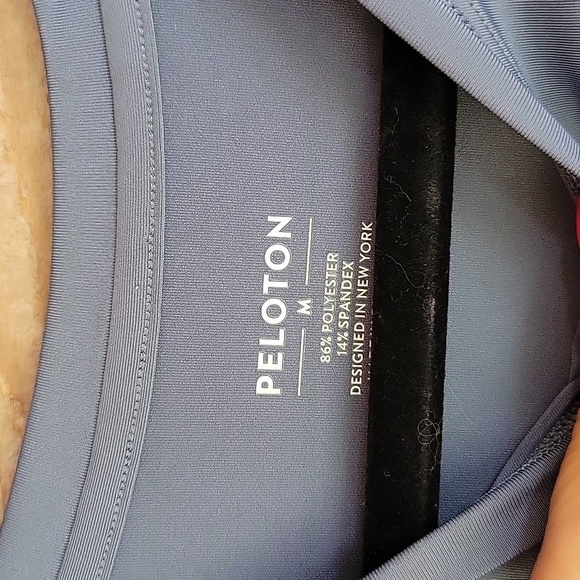 PELOTON
M
86% POLYESTER
14% SPANDEX
DESIGNED IN NEW YORK